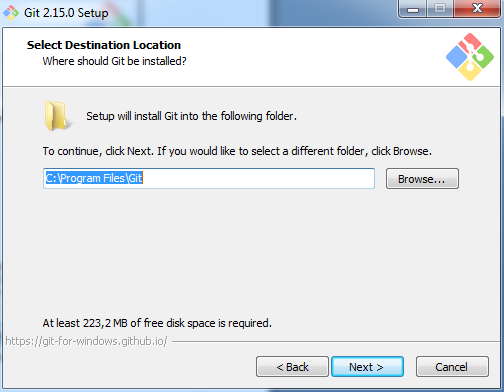 Git 2.15.0 Setup
Select Destination Location
Where should Git be installed?
Setup will install Git into the following folder.
To continue, click Next. If you would like to select a different folder, click Browse.
C:\Program Files\Git
Browse...
At least 223,2 MB of free disk space is required.
https://git-for-windows.github.io/
< Back
Next >
Cancel